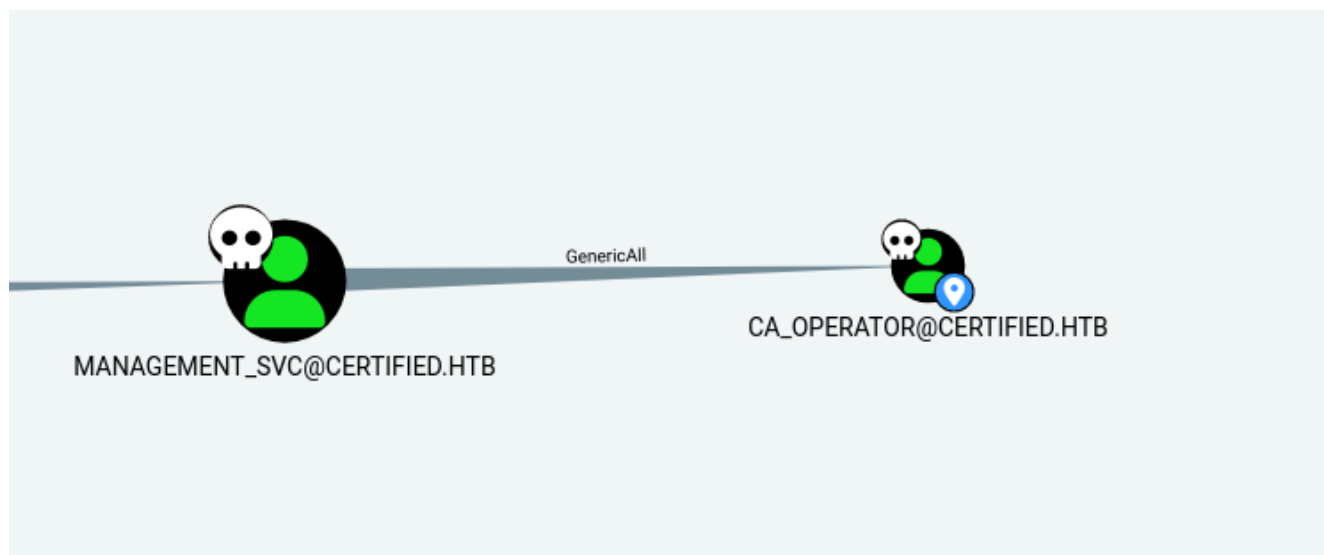 GenericAll
MANAGEMENT_SVC@CERTIFIED.HTB
CA_OPERATOR@CERTIFIED.HTB